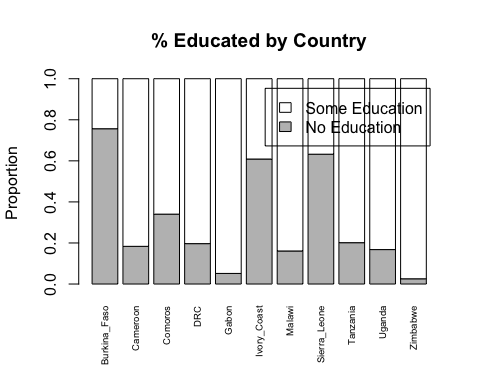 % Educated by Country
Proportion
1.0
0.8
0.6
0.4
0.2
0.0
Some Education
No Education
Burkina_Faso
Cameroon
Comoros
DRC
Gabon
Ivory_Coast
Malawi
Sierra_Leone
Tanzania
Uganda
Zimbabwe